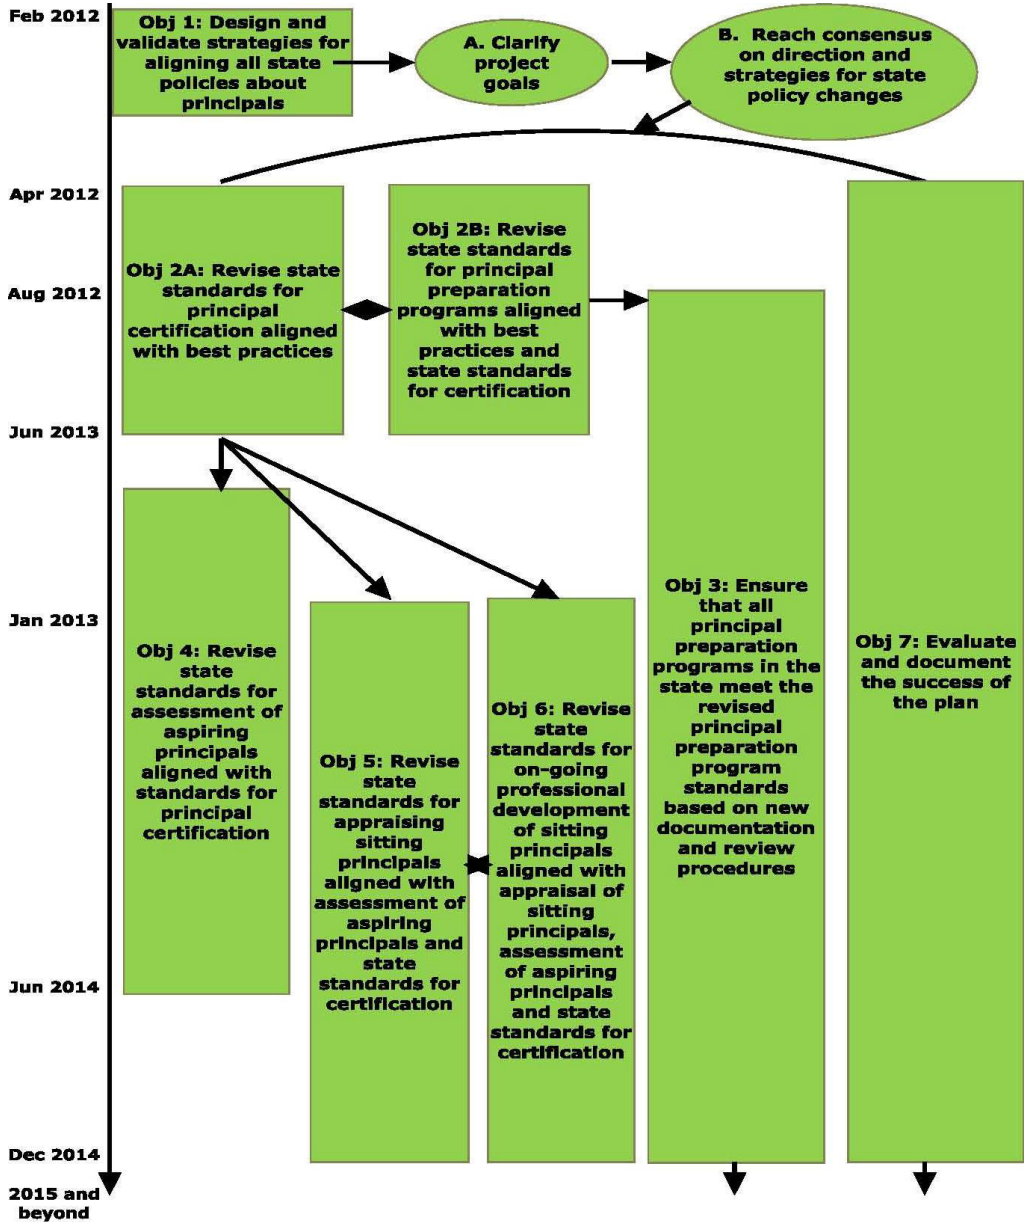 Feb 2012
Obj 1: Design and
validate strategies for
aligning all state
policies about
principals
A. Clarify
project
goals
B. Reach consensus
on direction and
strategies for state
policy changes
Apr 2012
Aug 2012
Obj 2A: Revise state
standards for
principal
certification aligned
with best practices
Obj 2B: Revise
state standards
for principal
preparation
programs aligned
with best
practices and
state standards
for certification
Jun 2013
Jan 2013
Obj 4: Revise
state
standards for
assessment of
aspiring
principals
aligned with
standards for
principal
certification
Obj 5: Revise
state
standards for
appraising
sitting
principals
aligned with
assessment of
aspiring
principals and
state
standards for
certification
Obj 6: Revise
state
standards for
on-going
professional
development
of sitting
principals
aligned with
appraisal of
sitting
principals,
assessment
of aspiring
principals
and state
standards for
certification
Obj 3: Ensure
that all
principal
preparation
programs in the
state meet the
revised
principal
preparation
program
standards
based on new
documentation
and review
procedures
Obj 7: Evaluate
and document
the success of
the plan
Jun 2014
Dec 2014
2015 and
beyond